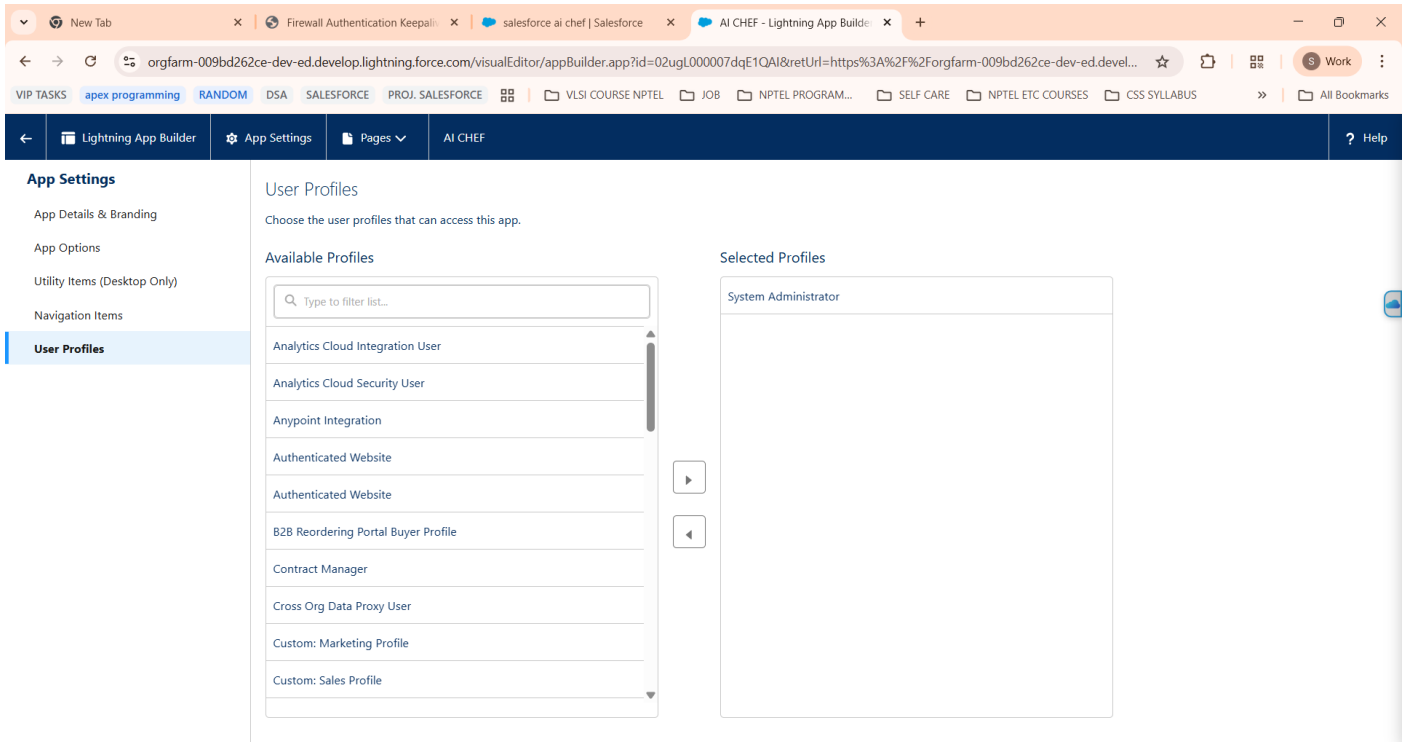 New Tab
Firewall Authentication Keepaliv
salesforce ai chef | Salesforce
AI CHEF - Lightning App Builder
orgfarm-009bd262ce-dev-ed.develop.lightning.force.com/visualEditor/appBuilder.app?id=02ugL000007dqE1QAI&retUrl=https%3A%2F%2Forgfarm-009bd262ce-dev-ed.devel...
S Work
VIP TASKS apex programming RANDOM DSA SALESFORCE PROJ. SALESFORCE VLSI COURSE NPTEL JOB NPTEL PROGRAM... SELF CARE NPTEL ETC COURSES CSS SYLLABUS » All Bookmarks
Lightning App Builder App Settings Pages AI CHEF ? Help
App Settings
App Details & Branding
App Options
Utility Items (Desktop Only)
Navigation Items
User Profiles
User Profiles
Choose the user profiles that can access this app.
Available Profiles
Type to filter list...
Analytics Cloud Integration User
Analytics Cloud Security User
Anypoint Integration
Authenticated Website
Authenticated Website
B2B Reordering Portal Buyer Profile
Contract Manager
Cross Org Data Proxy User
Custom: Marketing Profile
Custom: Sales Profile
Selected Profiles
System Administrator